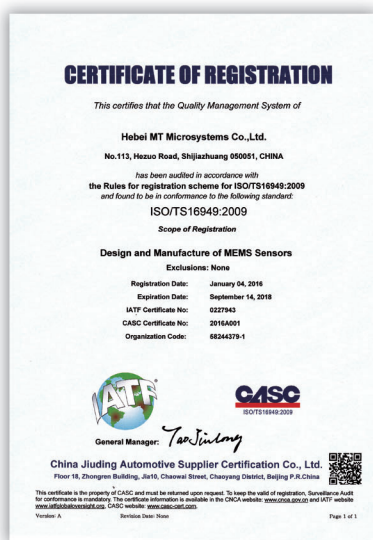 CERTIFICATE OF REGISTRATION
This certifies that the Quality Management System of
Hebei MT Microsystems Co.,Ltd.
No.113, Hezuo Road, Shijiazhuang 050051, CHINA
has been audited in accordance with
the Rules for registration scheme for ISO/TS16949:2009
and found to be in conformance to the following standard:
ISO/TS16949:2009
Scope of Registration
Design and Manufacture of MEMS Sensors
Exclusions: None
Registration Date: January 04, 2016
Expiration Date: September 14, 2018
IATF Certificate No: 0227943
CASC Certificate No: 2016A001
Organization Code: 58244379-1
IATF
CASC
ISO/TS16949:2009
General Manager: Tao Jinlong
China Jiuding Automotive Supplier Certification Co., Ltd.
Floor 18, Zhongren Building, Jia10, Chaowai Street, Chaoyang District, Beijing P.R.China
This certificate is the property of CASC and must be returned upon request. To keep the valid of registration, Surveillance Audit
for conformance is mandatory. The certificate information is available in the CNCA website: www.cnca.gov.cn and IATF website
www.iatfglobaloversight.org, CASC website: www.casc-cert.com.
Version: A Revision Date: None Page 1 of 1